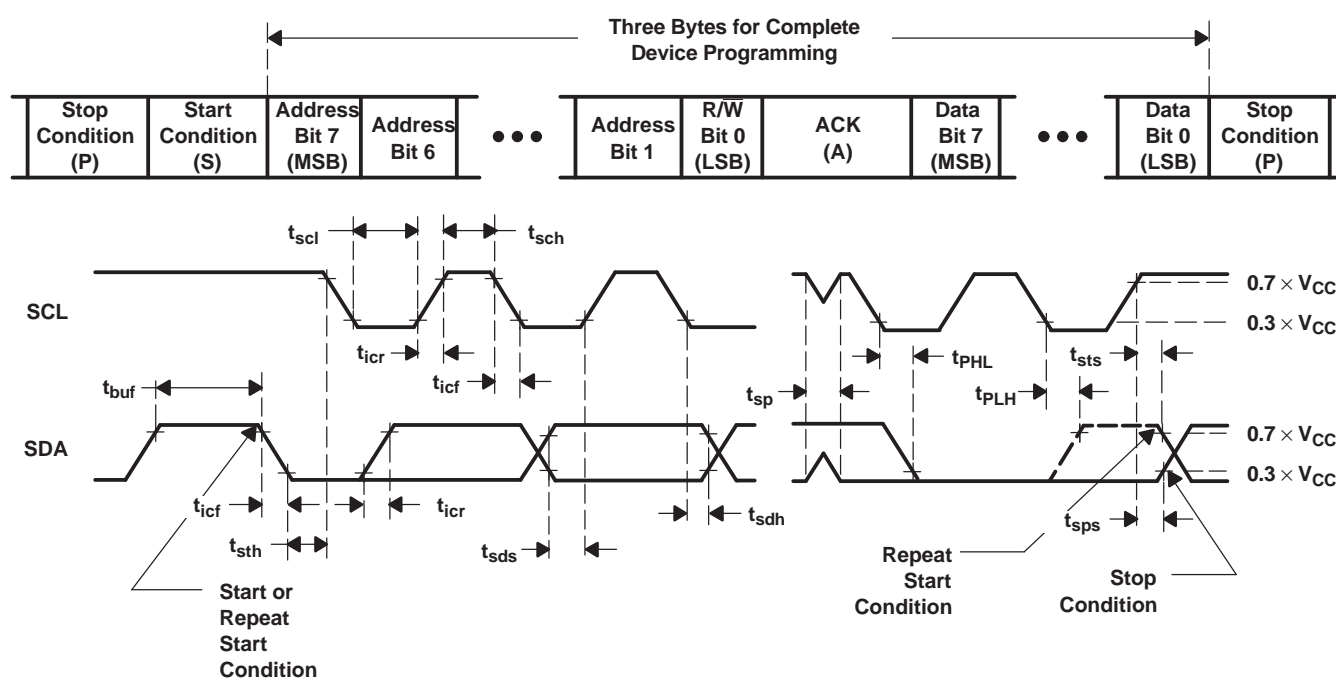 Three Bytes for Complete
Device Programming
Stop
Condition
(P)
Start
Condition
(S)
Address
Bit 7
(MSB)
Address
Bit 6
•••
Address
Bit 1
R/W̅
Bit 0
(LSB)
ACK
(A)
Data
Bit 7
(MSB)
•••
Data
Bit 0
(LSB)
Stop
Condition
(P)
tscl
tsch
SCL
0.7 × VCC
0.3 × VCC
ticr
ticf
tbuf
tsp
tPHL
tPLH
tsts
SDA
0.7 × VCC
0.3 × VCC
ticf
ticr
tsth
tsds
tsdh
tsps
Start or
Repeat
Start
Condition
Repeat
Start
Condition
Stop
Condition